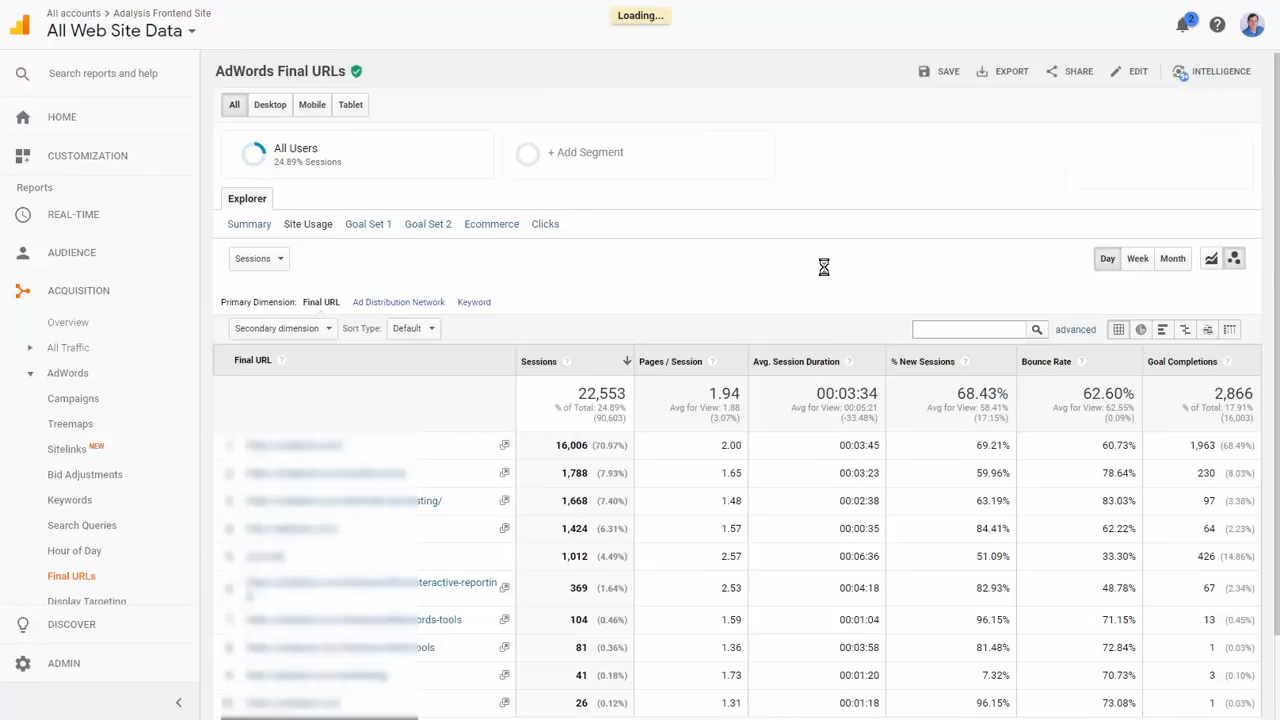 All accounts > Adalysis Frontend Site
All Web Site Data
Loading...
2
Search reports and help
HOME
CUSTOMIZATION
Reports
REAL-TIME
AUDIENCE
ACQUISITION
Overview
All Traffic
AdWords
Campaigns
Treemaps
Sitelinks NEW
Bid Adjustments
Keywords
Search Queries
Hour of Day
Final URLs
Display Targeting
DISCOVER
ADMIN
AdWords Final URLs
SAVE EXPORT SHARE EDIT INTELLIGENCE
All Desktop Mobile Tablet
All Users
24.89% Sessions
+ Add Segment
Explorer
Summary Site Usage Goal Set 1 Goal Set 2 Ecommerce Clicks
Sessions
Day Week Month
Primary Dimension: Final URL Ad Distribution Network Keyword
Secondary dimension Sort Type: Default advanced
Final URL Sessions Pages / Session Avg. Session Duration % New Sessions Bounce Rate Goal Completions
22,553 1.94 00:03:34 68.43% 62.60% 2,866
% of Total: 24.89% Avg for View: 1.88 Avg for View: 00:05:21 Avg for View: 58.41% Avg for View: 62.55% % of Total: 17.91%
(90,603) (3.07%) (-33.48%) (17.15%) (0.09%) (16,003)
16,006 (70.97%) 2.00 00:03:45 69.21% 60.73% 1,963 (68.49%)
1,788 (7.93%) 1.65 00:03:23 59.96% 78.64% 230 (8.03%)
sting/ 1,668 (7.40%) 1.48 00:02:38 63.19% 83.03% 97 (3.38%)
1,424 (6.31%) 1.57 00:00:35 84.41% 62.22% 64 (2.23%)
1,012 (4.49%) 2.57 00:06:36 51.09% 33.30% 426 (14.86%)
teractive-reportin 369 (1.64%) 2.53 00:04:18 82.93% 48.78% 67 (2.34%)
ords-tools 104 (0.46%) 1.59 00:01:04 96.15% 71.15% 13 (0.45%)
ools 81 (0.36%) 1.36 00:03:58 81.48% 72.84% 1 (0.03%)
41 (0.18%) 1.73 00:01:20 7.32% 70.73% 3 (0.10%)
26 (0.12%) 1.31 00:01:18 96.15% 73.08% 1 (0.03%)